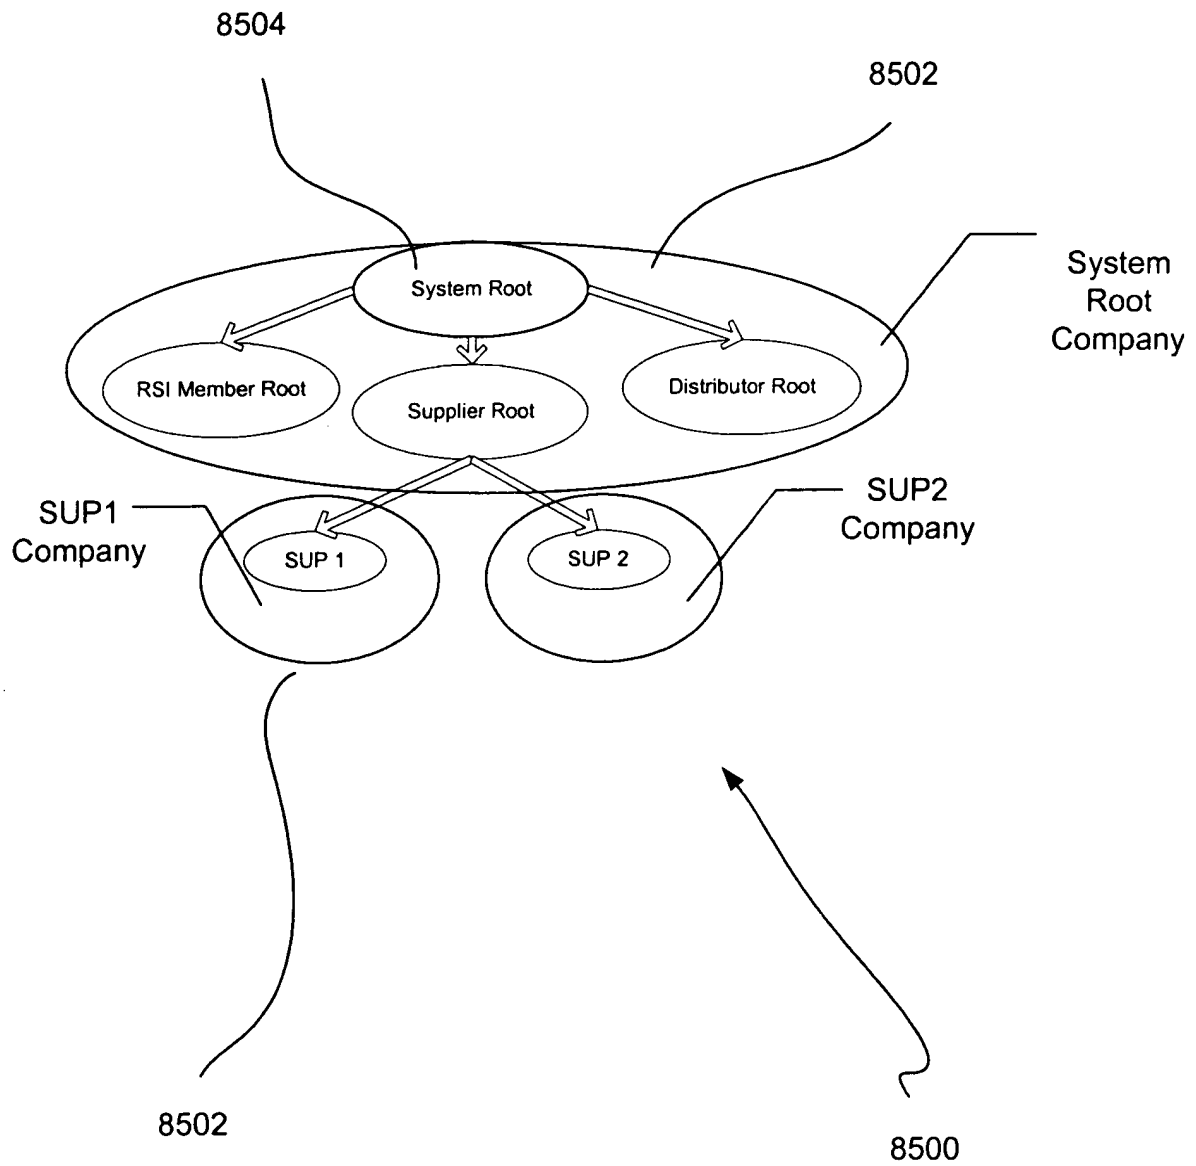 8504
8502
System Root
System
Root
Company
RSI Member Root
Supplier Root
Distributor Root
SUP1
Company
SUP2
Company
SUP 1
SUP 2
8502
8500